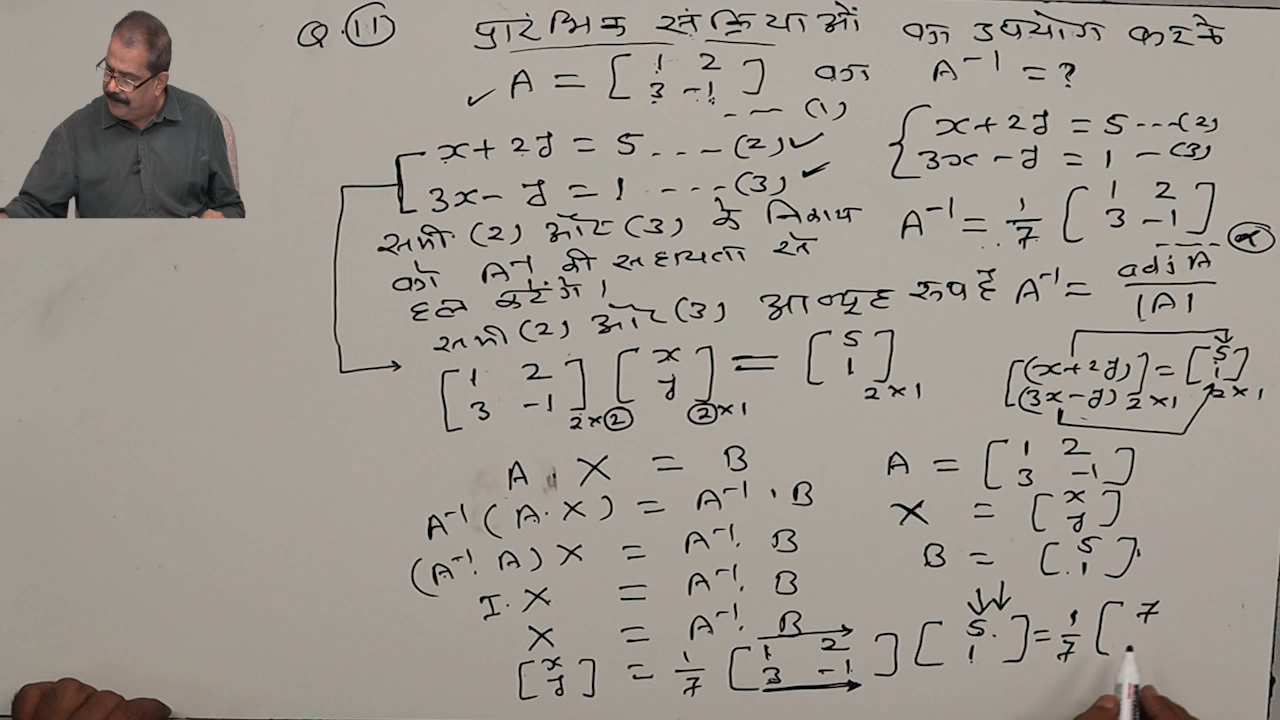 Q. 11 प्रारंभिक संक्रियाओं का उपयोग करके
✓ A = [ 1 2 3 -1 ] का A⁻¹ = ?
--- (1)
x + 2y = 5 ... -- (2) ✓
3x - y = 1 --- (3) ✓
समी (2) और (3) के निकाय
को A⁻¹ की सहायता से
हल करेंगे।
समी (2) और (3) आव्यूह रूप में
[ 1 2 3 -1 ]2×2 [ x y ]2×1 = [ 5 1 ]2×1
A . X = B
A⁻¹ ( A . X ) = A⁻¹ . B
( A⁻¹ . A ) X = A⁻¹ . B
I . X = A⁻¹ . B
X = A⁻¹ . B
[ x y ] = 1/7 [ 1 2 3 -1 ] [ 5 1 ] = 1/7 [ 7
{ x + 2y = 5 --- (2)
3x - y = 1 - (3)
A⁻¹ = 1/7 [ 1 2 3 -1 ]
A⁻¹ = adj A / |A|
[ (x + 2y) (3x - y) ]2×1 = [ 5 1 ]2×1
A = [ 1 2 3 -1 ]
X = [ x y ]
B = [ 5 1 ]